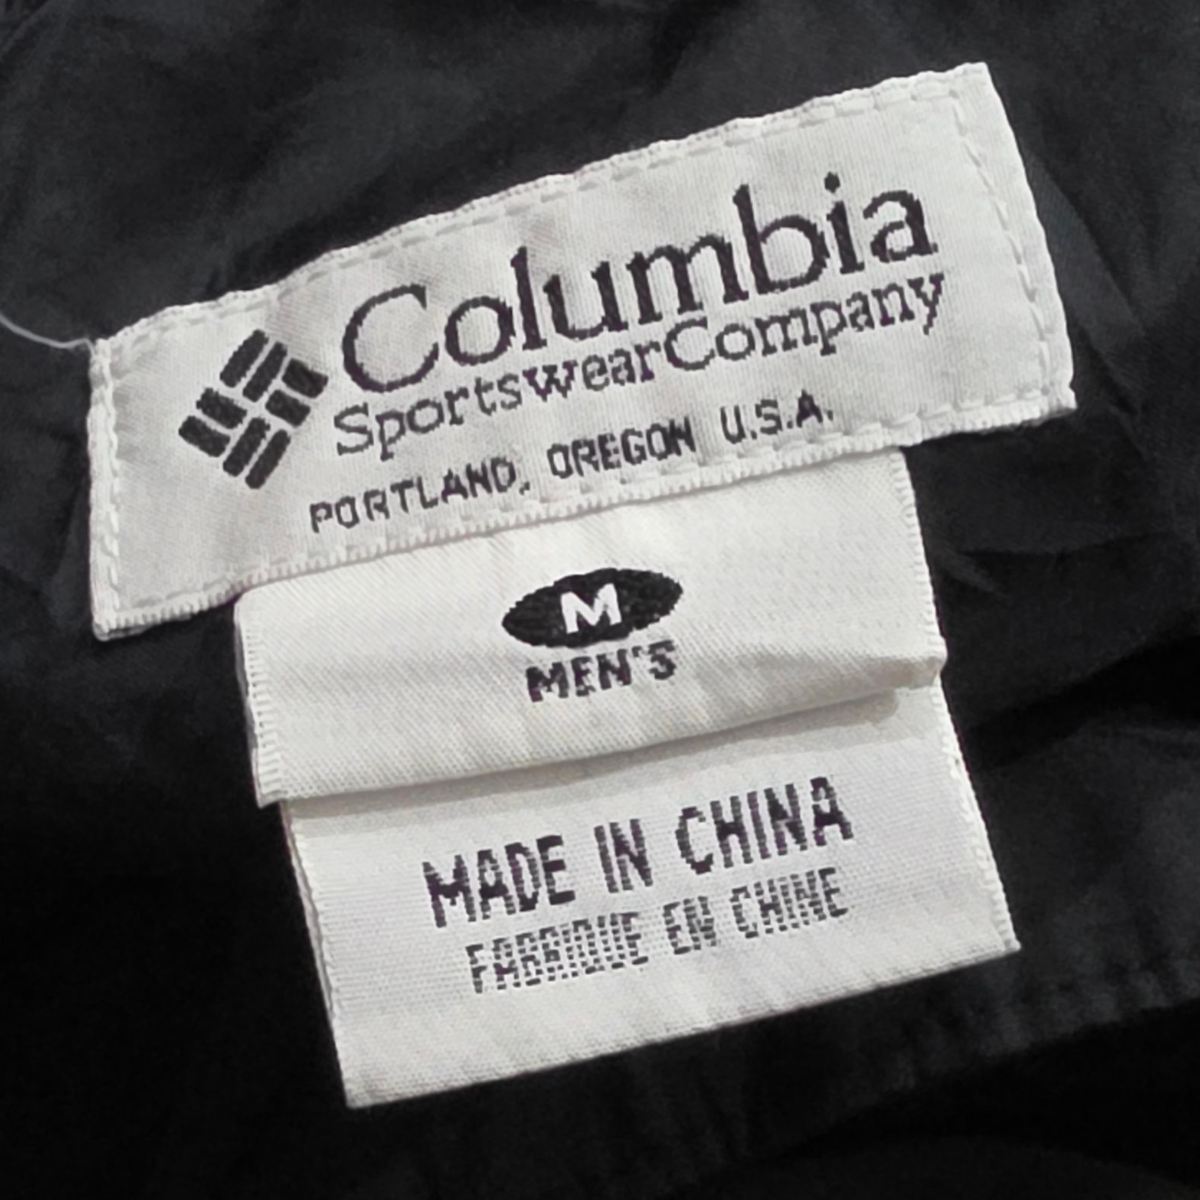 Columbia
SportswearCompany
PORTLAND, OREGON U.S.A.
M
MEN'S
MADE IN CHINA
FABRIQUE EN CHINE